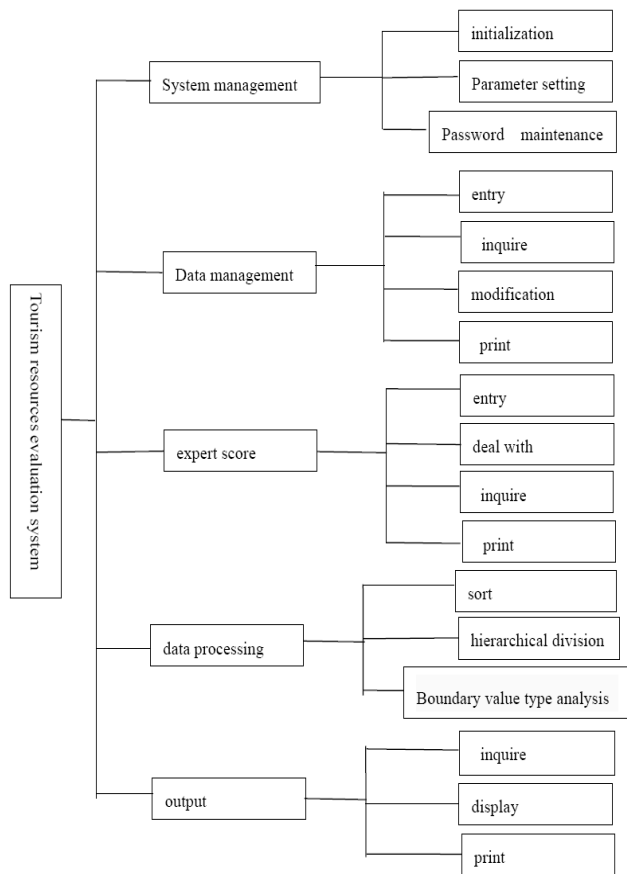 Tourism resources evaluation system
System management
initialization
Parameter setting
Password maintenance
Data management
entry
inquire
modification
print
expert score
entry
deal with
inquire
print
data processing
sort
hierarchical division
Boundary value type analysis
output
inquire
display
print